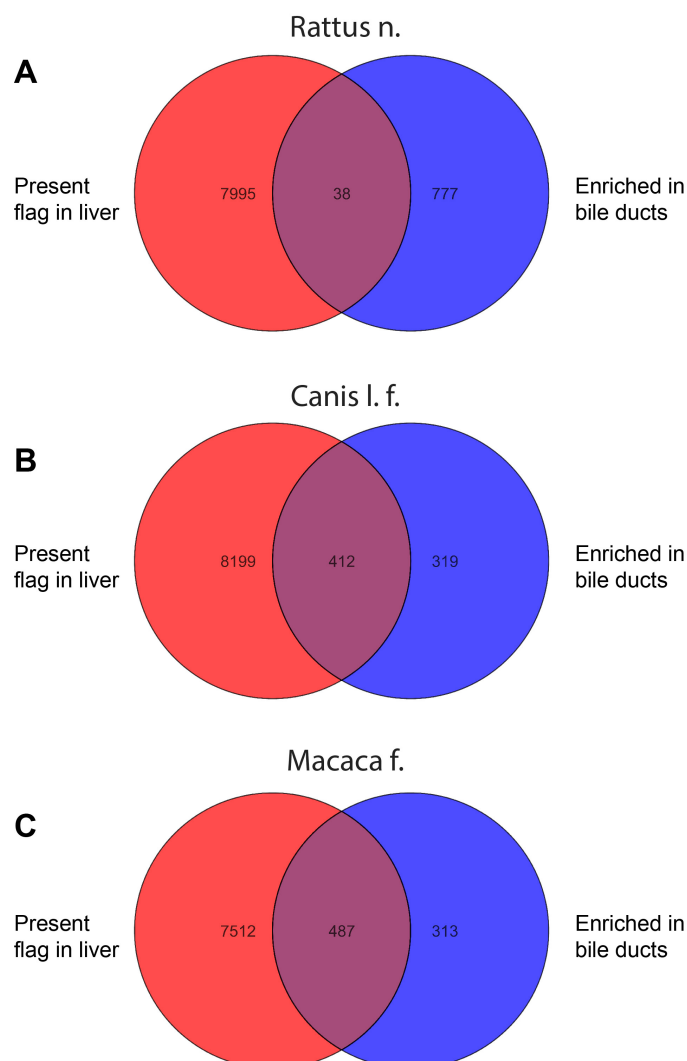 Rattus n.
A
Present
flag in liver
7995
38
777
Enriched in
bile ducts
Canis l. f.
B
Present
flag in liver
8199
412
319
Enriched in
bile ducts
Macaca f.
C
Present
flag in liver
7512
487
313
Enriched in
bile ducts